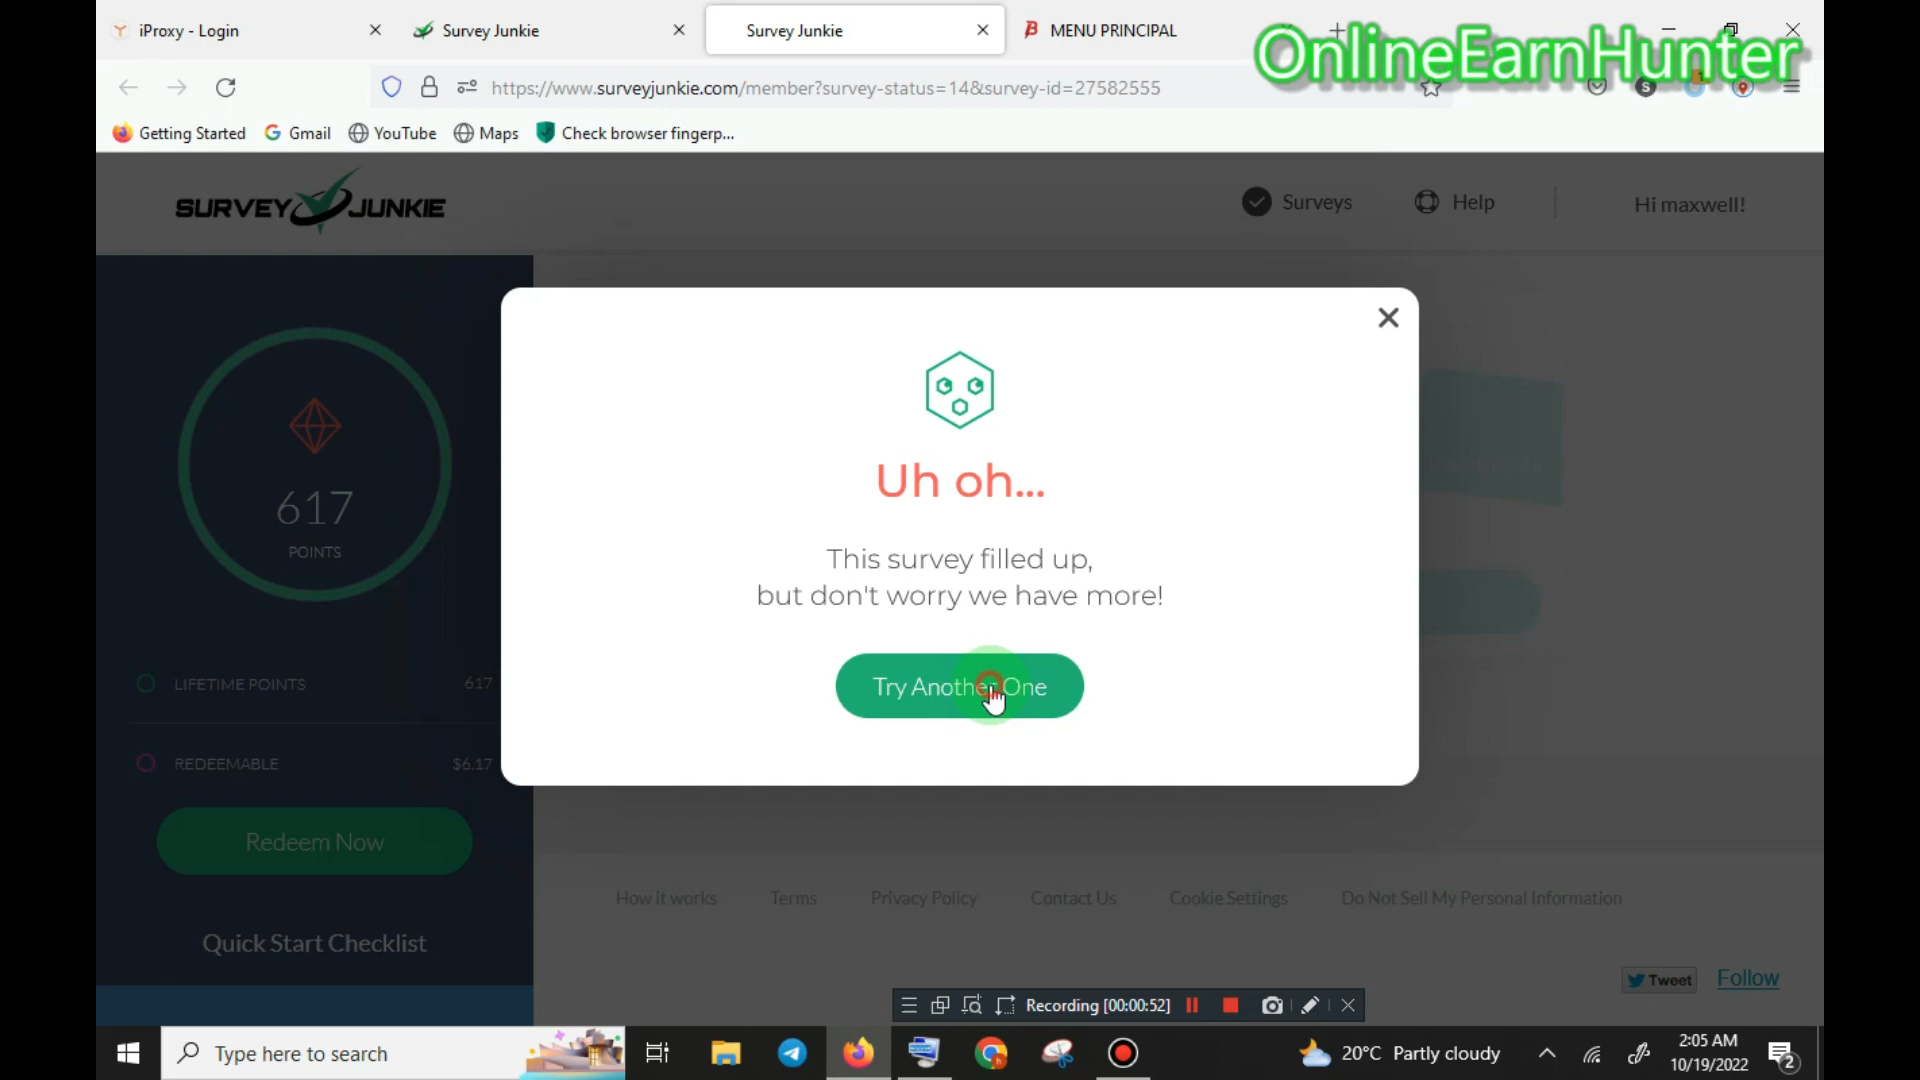 iProxy - Login
Survey Junkie
Survey Junkie
MENU PRINCIPAL
OnlineEarnHunter
https://www.surveyjunkie.com/member?survey-status=14&survey-id=27582555
Getting Started
Gmail
YouTube
Maps
Check browser fingerp...
SURVEY JUNKIE
Surveys
Help
Hi maxwell!
617
POINTS
LIFETIME POINTS 617
REDEEMABLE $6.17
Redeem Now
Quick Start Checklist
Uh oh...
This survey filled up,
but don't worry we have more!
Try Another One
How it works
Terms
Privacy Policy
Contact Us
Cookie Settings
Do Not Sell My Personal Information
Tweet
Follow
Recording [00:00:52]
Type here to search
20°C Partly cloudy
2:05 AM
10/19/2022
2